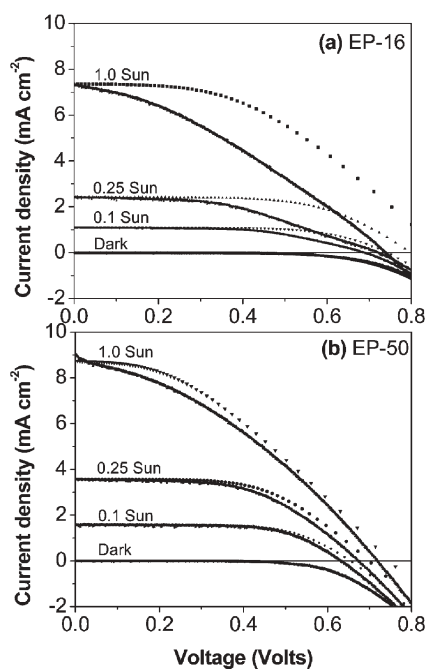 (a) EP-16
10
8
6
4
2
0
-2
Current density (mA cm⁻²)
1.0 Sun
0.25 Sun
0.1 Sun
Dark
0.0 0.2 0.4 0.6 0.8
(b) EP-50
10
8
6
4
2
0
-2
Current density (mA cm⁻²)
1.0 Sun
0.25 Sun
0.1 Sun
Dark
0.0 0.2 0.4 0.6 0.8
Voltage (Volts)